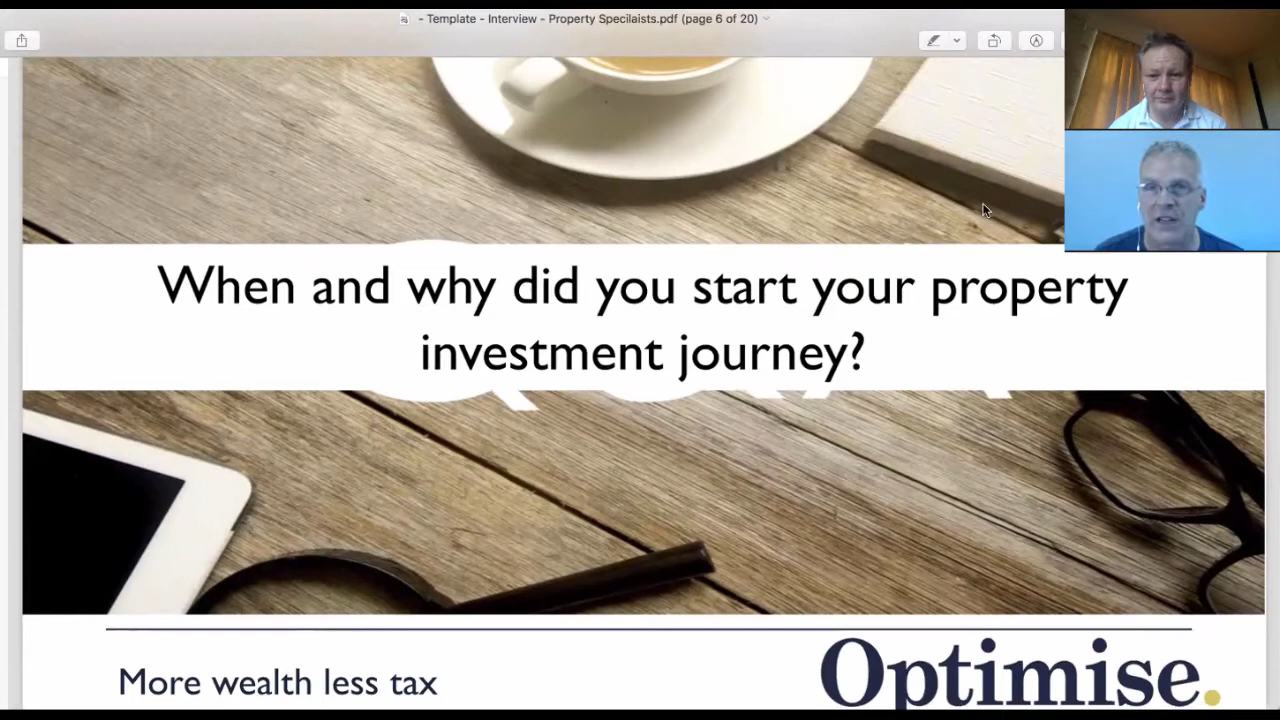 - Template - Interview - Property Specilaists.pdf (page 6 of 20)
When and why did you start your property
investment journey?
More wealth less tax
Optimise.